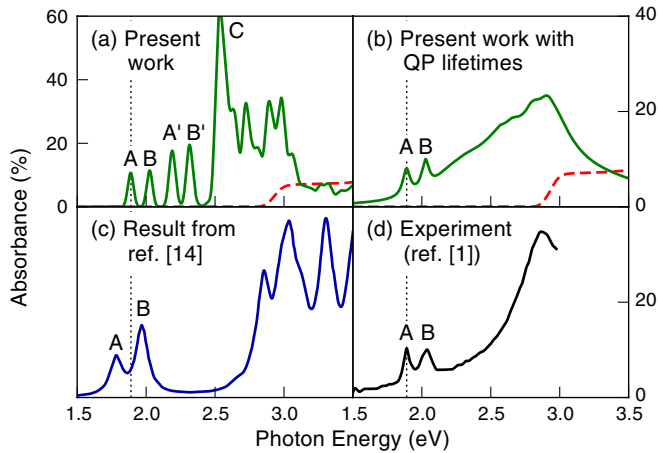 60
40
20
0
(a) Present
work
C
A' B'
A B
(b) Present work with
QP lifetimes
A B
40
20
0
(c) Result from
ref. [14]
A
B
(d) Experiment
(ref. [1])
A B
20
0
Absorbance (%)
1.5 2.0 2.5 3.0 1.5 2.0 2.5 3.0 3.5
Photon Energy (eV)